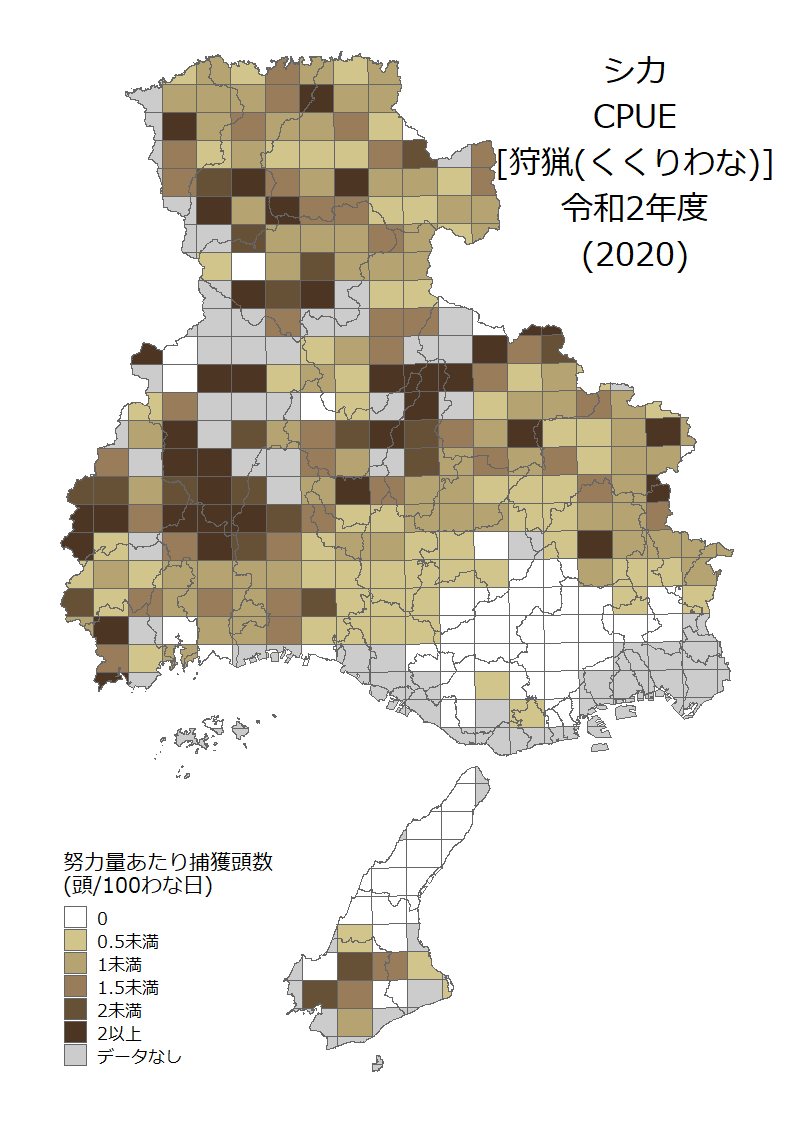 シカ
CPUE
[狩猟(くくりわな)]
令和2年度
(2020)
努力量あたり捕獲頭数
(頭/100わな日)
0
0.5未満
1未満
1.5未満
2未満
2以上
データなし